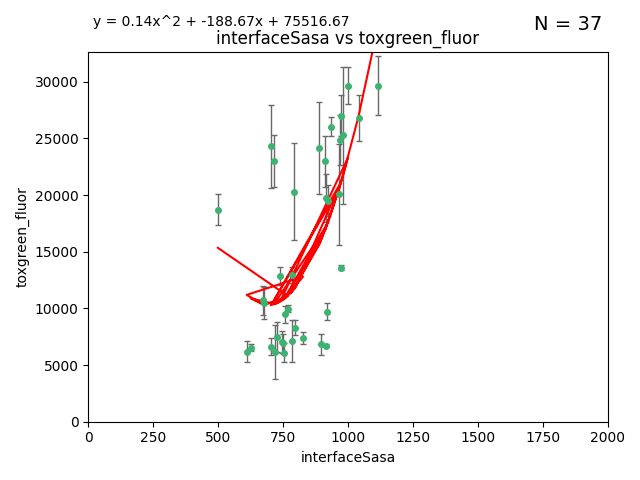 y = 0.14x^2 + -188.67x + 75516.67
N = 37
interfaceSasa vs toxgreen_fluor
30000
25000
20000
15000
10000
5000
0
toxgreen_fluor
0 250 500 750 1000 1250 1500 1750 2000
interfaceSasa